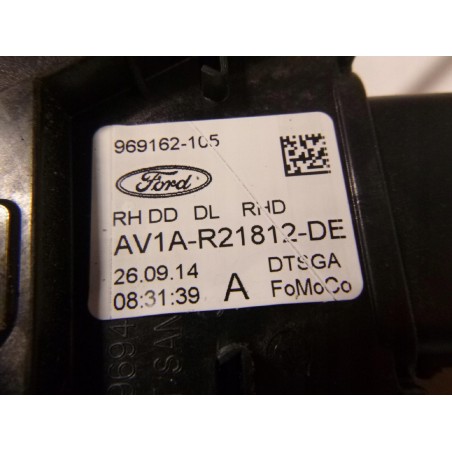 969162-105
Ford
RH DD DL RHD
AV1A-R21812-DE
26.09.14 DTSGA
08:31:39 A FoMoCo